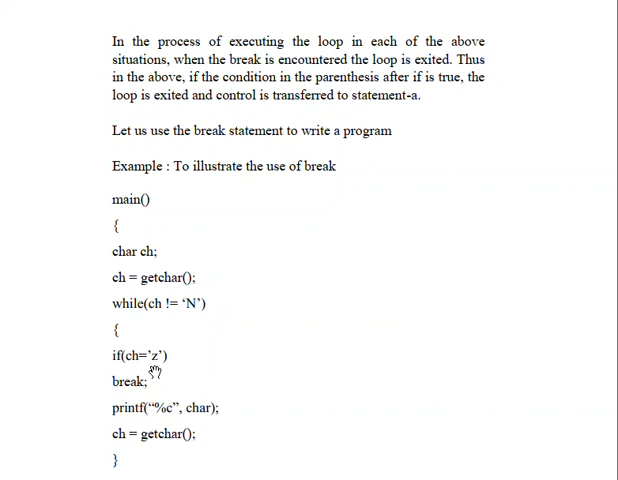 In the process of executing the loop in each of the above
situations, when the break is encountered the loop is exited. Thus
in the above, if the condition in the parenthesis after if is true, the
loop is exited and control is transferred to statement-a.
Let us use the break statement to write a program
Example : To illustrate the use of break
main()
{
char ch;
ch = getchar();
while(ch != ‘N’)
{
if(ch=’z’)
break;
printf(“%c”, char);
ch = getchar();
}